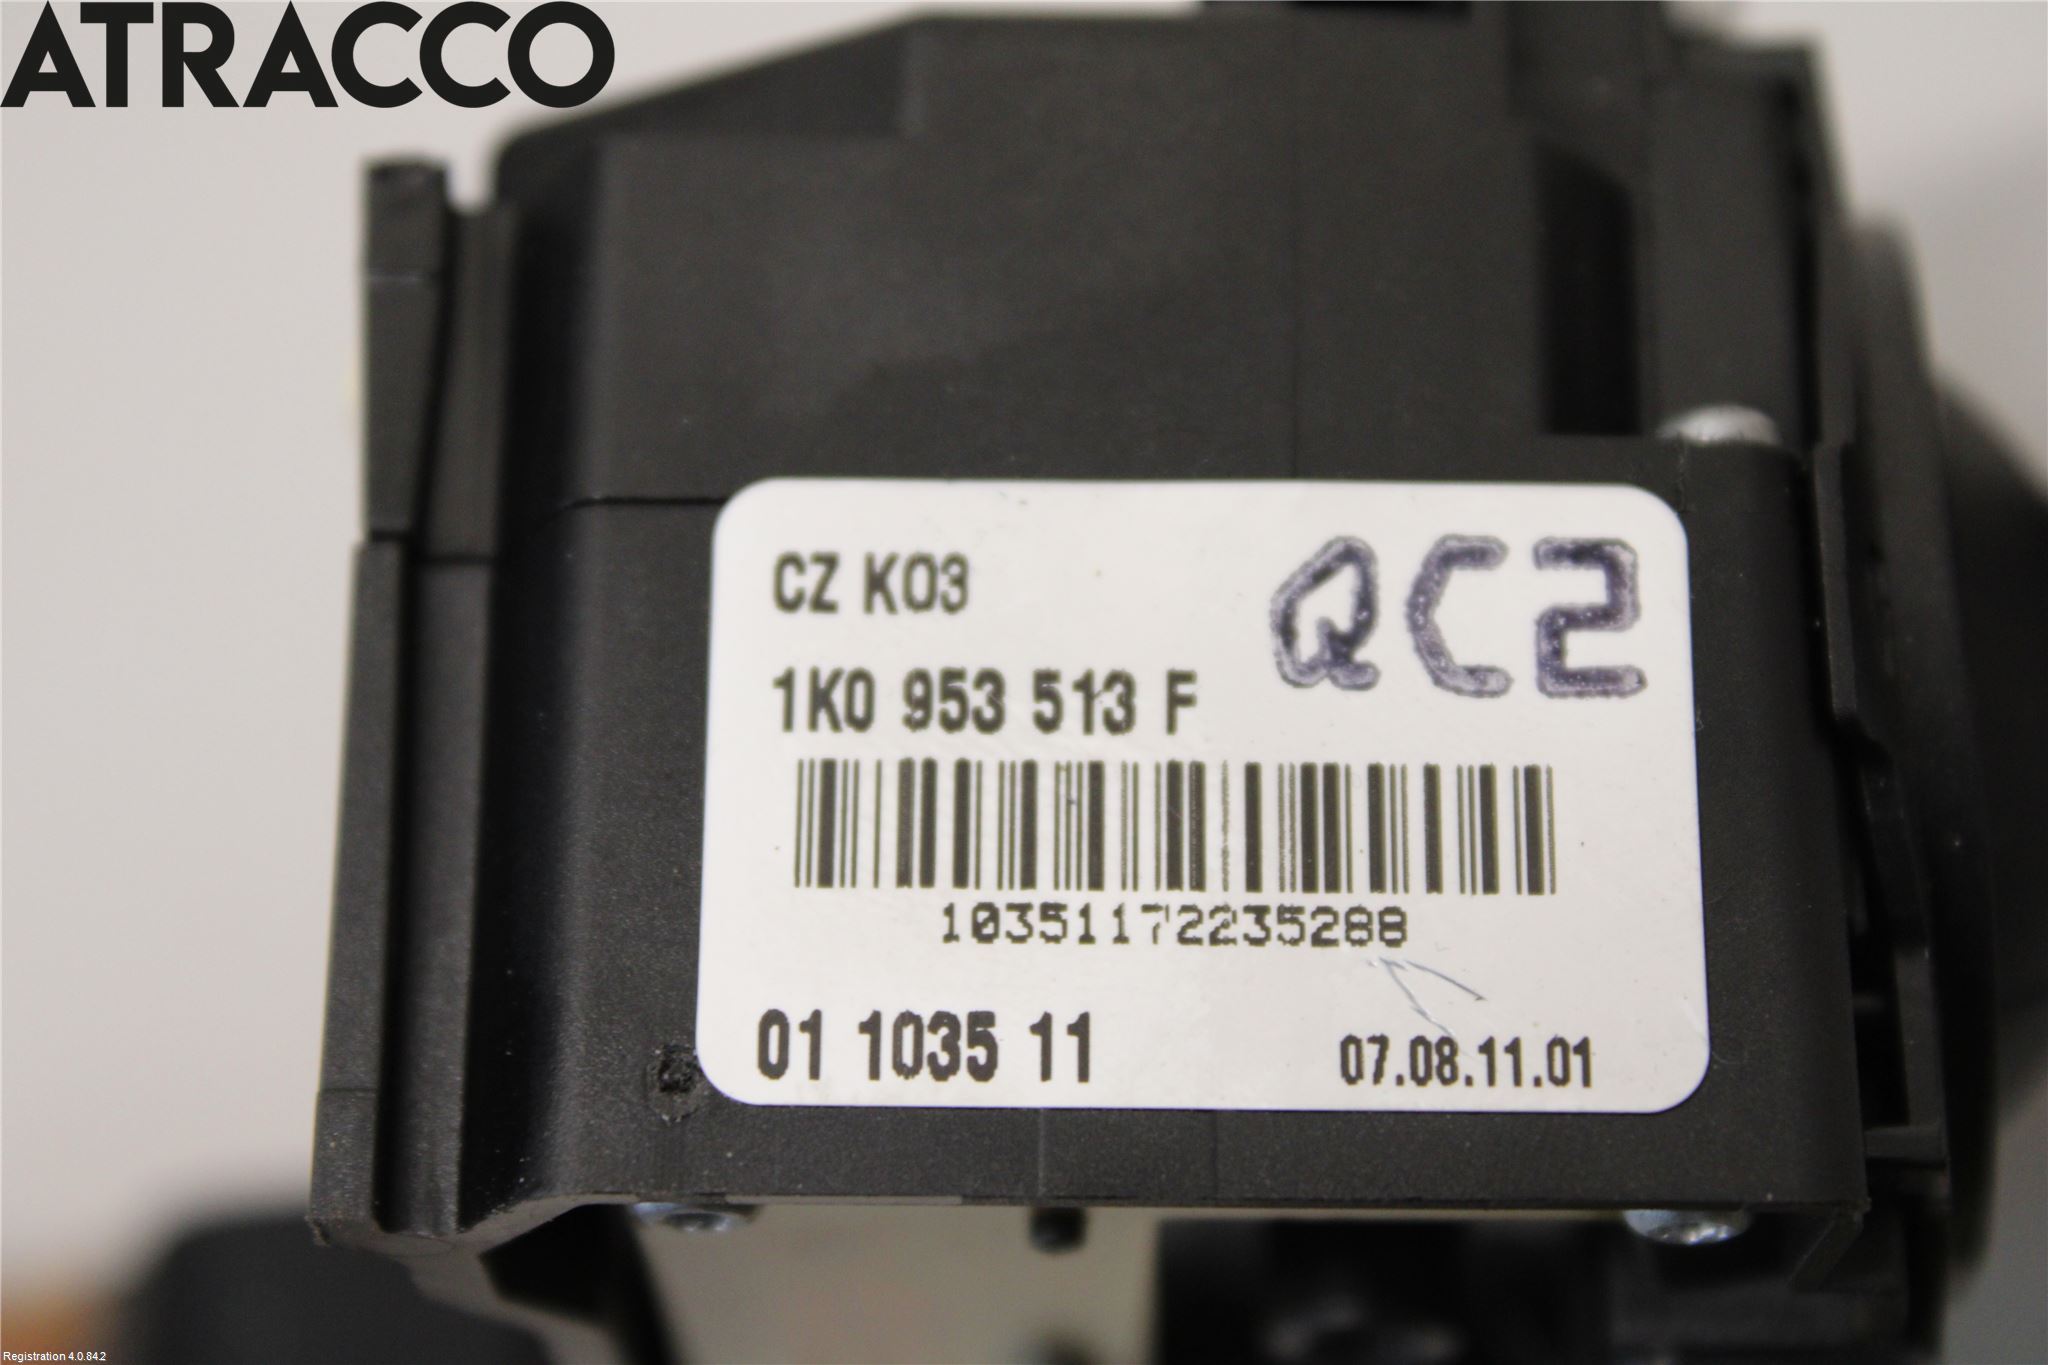 ATRACCO
CZ K03
QC2
1K0 953 513 F
10351172235288
01 1035 11
07.08.11.01
Registration 4.0.84.2